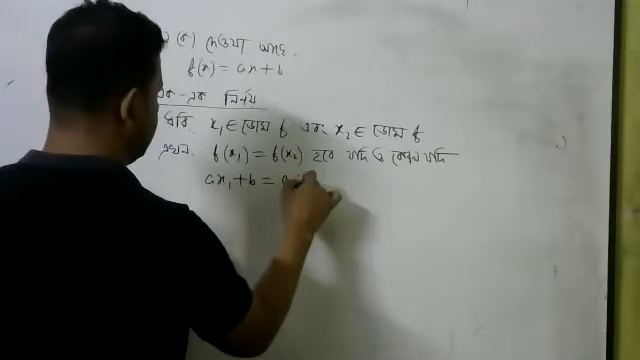 (ক) দেওয়া আছে.
f(x) = ax + b
এক-এক নির্ণয়
ধরি. x₁ ∈ ডোম f এবং x₂ ∈ ডোম f
এখন. f(x₁) = f(x₂) হবে যদি ও কেবল যদি
ax₁ + b = a